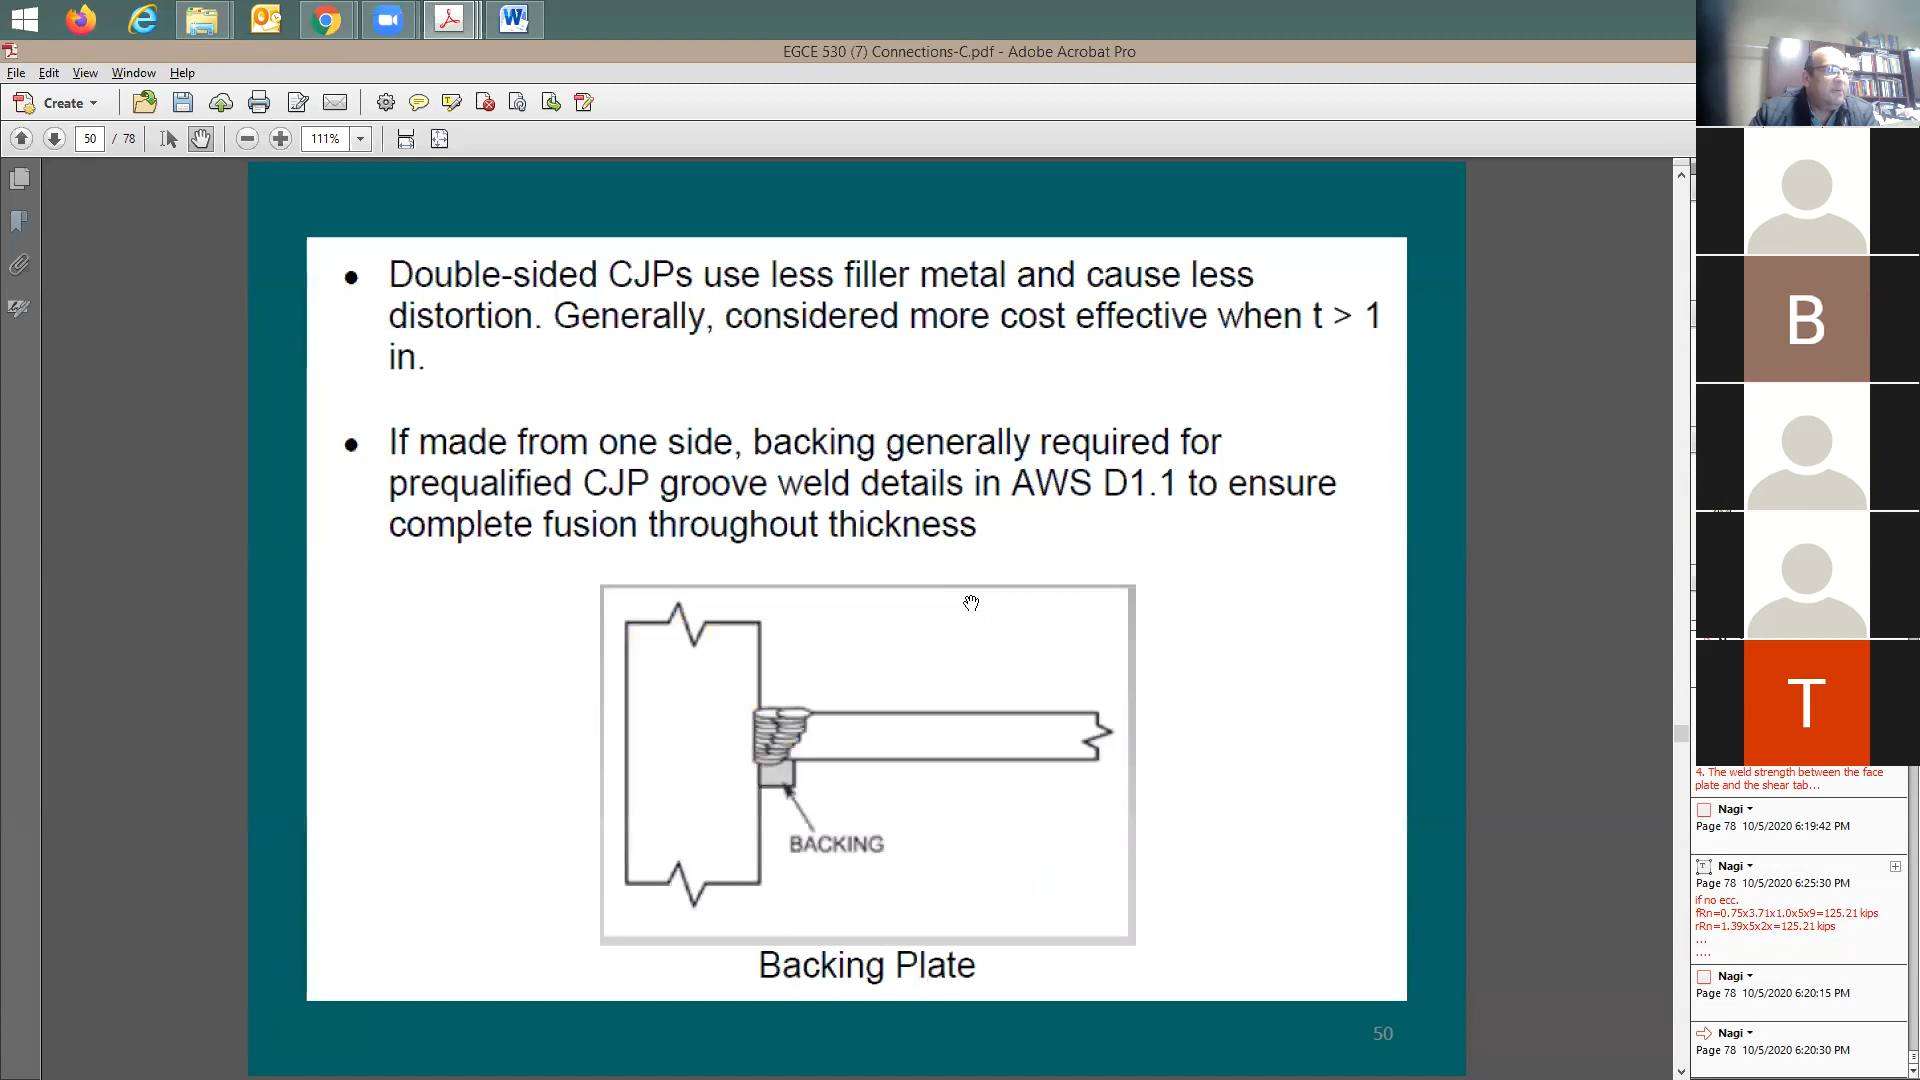 EGCE 530 (7) Connections-C.pdf - Adobe Acrobat Pro
File Edit View Window Help
Create
50 / 78 111%
• Double-sided CJPs use less filler metal and cause less
distortion. Generally, considered more cost effective when t > 1
in.
• If made from one side, backing generally required for
prequalified CJP groove weld details in AWS D1.1 to ensure
complete fusion throughout thickness
BACKING
Backing Plate
50
B
T
4. The weld strength between the face
plate and the shear tab...
Nagi
Page 78 10/5/2020 6:19:42 PM
Nagi
Page 78 10/5/2020 6:25:30 PM
if no ecc.
fRn=0.75x3.71x1.0x5x9=125.21 kips
rRn=1.39x5x2x=125.21 kips
...
....
Nagi
Page 78 10/5/2020 6:20:15 PM
Nagi
Page 78 10/5/2020 6:20:30 PM